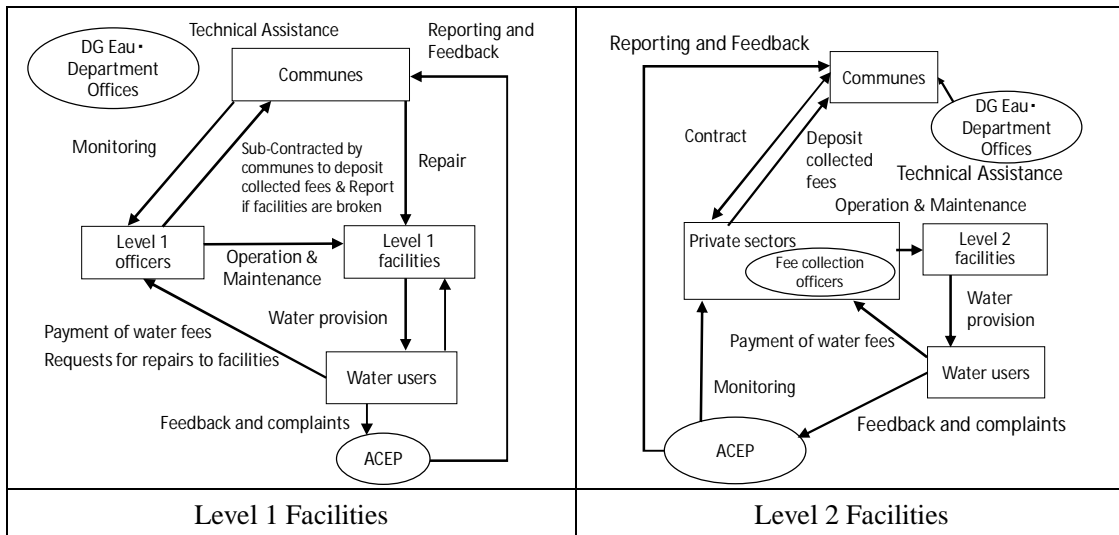 Technical Assistance
Reporting and
Feedback
DG Eau・
Department
Offices
Communes
Monitoring
Sub-Contracted by
communes to deposit
collected fees & Report
if facilities are broken
Repair
Level 1
officers
Operation &
Maintenance
Level 1
facilities
Water provision
Payment of water fees
Requests for repairs to facilities
Water users
Feedback and complaints
ACEP
Level 1 Facilities
Reporting and Feedback
Communes
DG Eau・
Department
Offices
Contract
Deposit
collected
fees
Technical Assistance
Operation & Maintenance
Private sectors
Fee collection
officers
Level 2
facilities
Water
provision
Payment of water fees
Water users
Monitoring
Feedback and complaints
ACEP
Level 2 Facilities